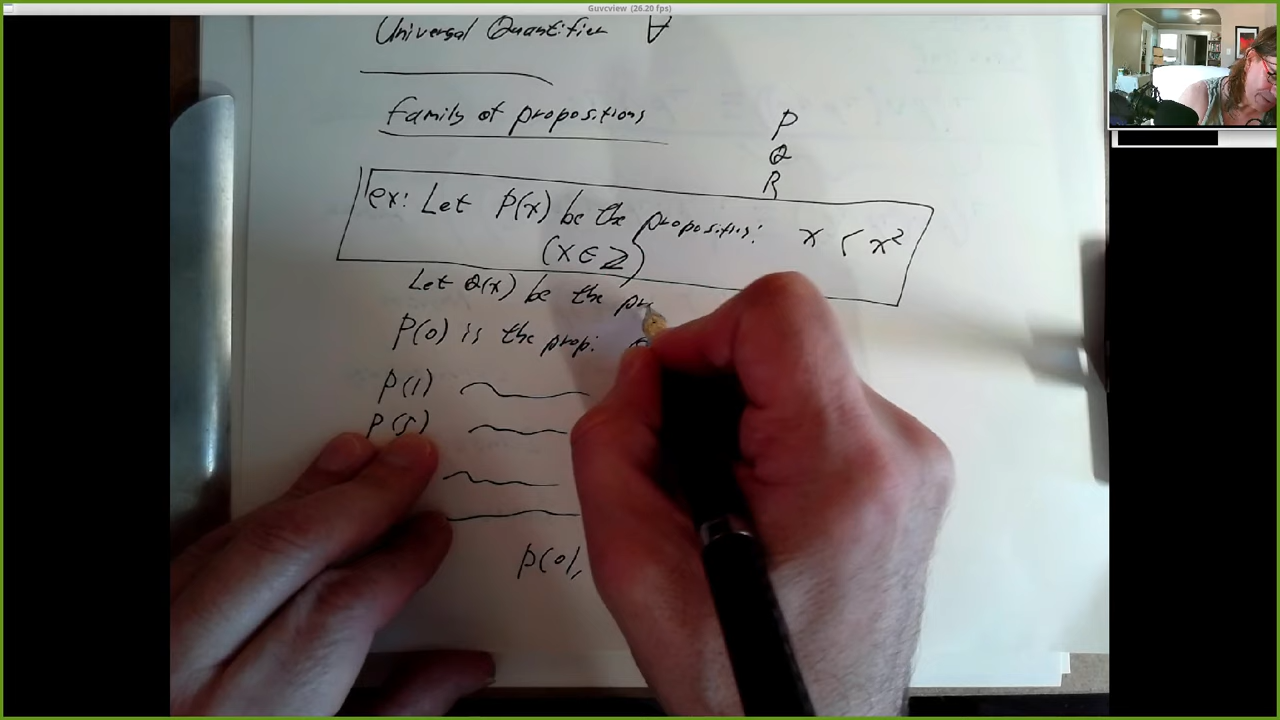 Guvcview (26.20 fps)
Universal Quantifier ∀
family of propositions
P
Q
R
ex: Let P(x) be the proposition: x < x²
(x ∈ ℤ)
Let Q(x) be the pr
P(0) is the prop:
P(1)
P(5)
P(0),